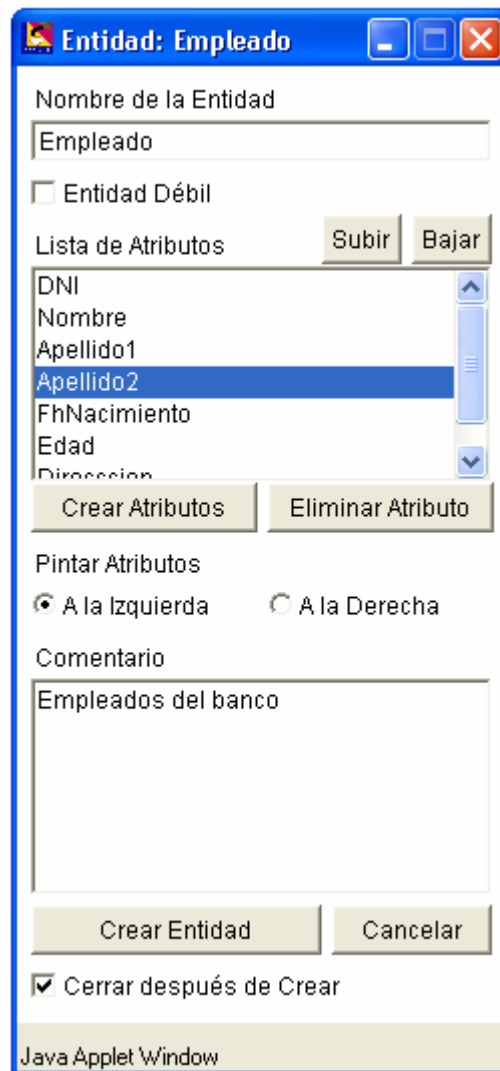 Entidad: Empleado
Nombre de la Entidad
Empleado
Entidad Débil
Lista de Atributos
Subir Bajar
DNI
Nombre
Apellido1
Apellido2
FhNacimiento
Edad
Direcccion
Crear Atributos Eliminar Atributo
Pintar Atributos
A la Izquierda A la Derecha
Comentario
Empleados del banco
Crear Entidad Cancelar
Cerrar después de Crear
Java Applet Window